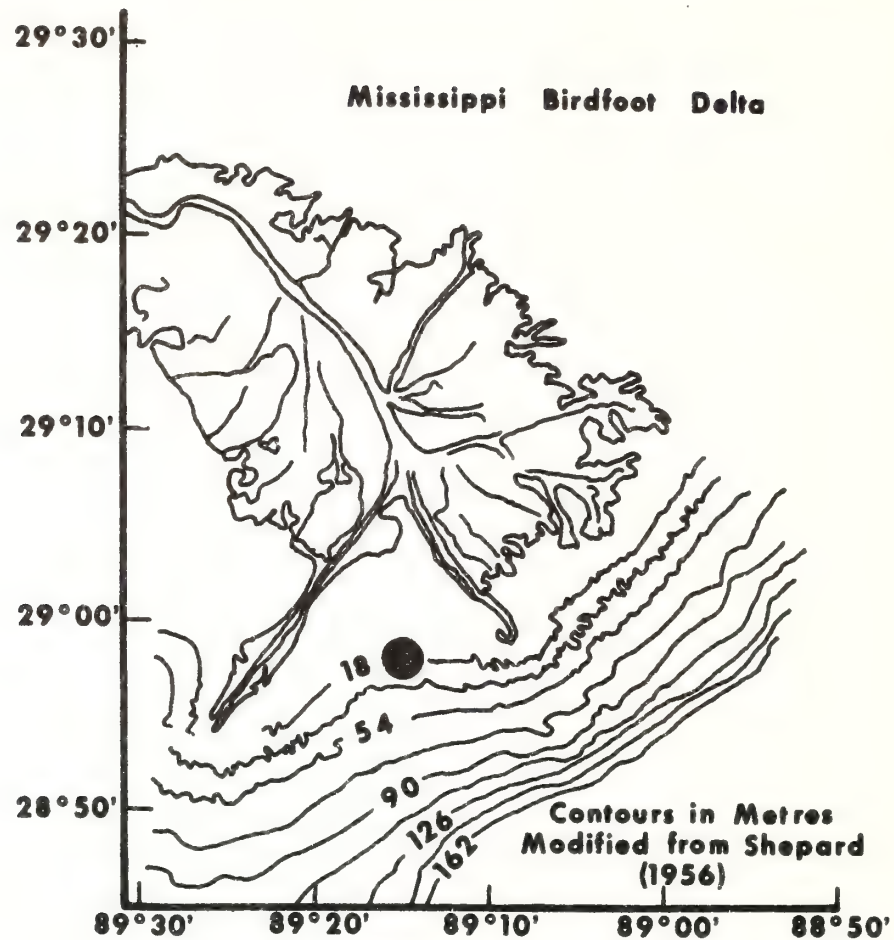 29°30'
Mississippi Birdfoot Delta
29°20'
29°10'
29°00'
18
54
28°50'
90
126
162
Contours in Metres
Modified from Shepard
(1956)
89°30' 89°20' 89°10' 89°00' 88°50'